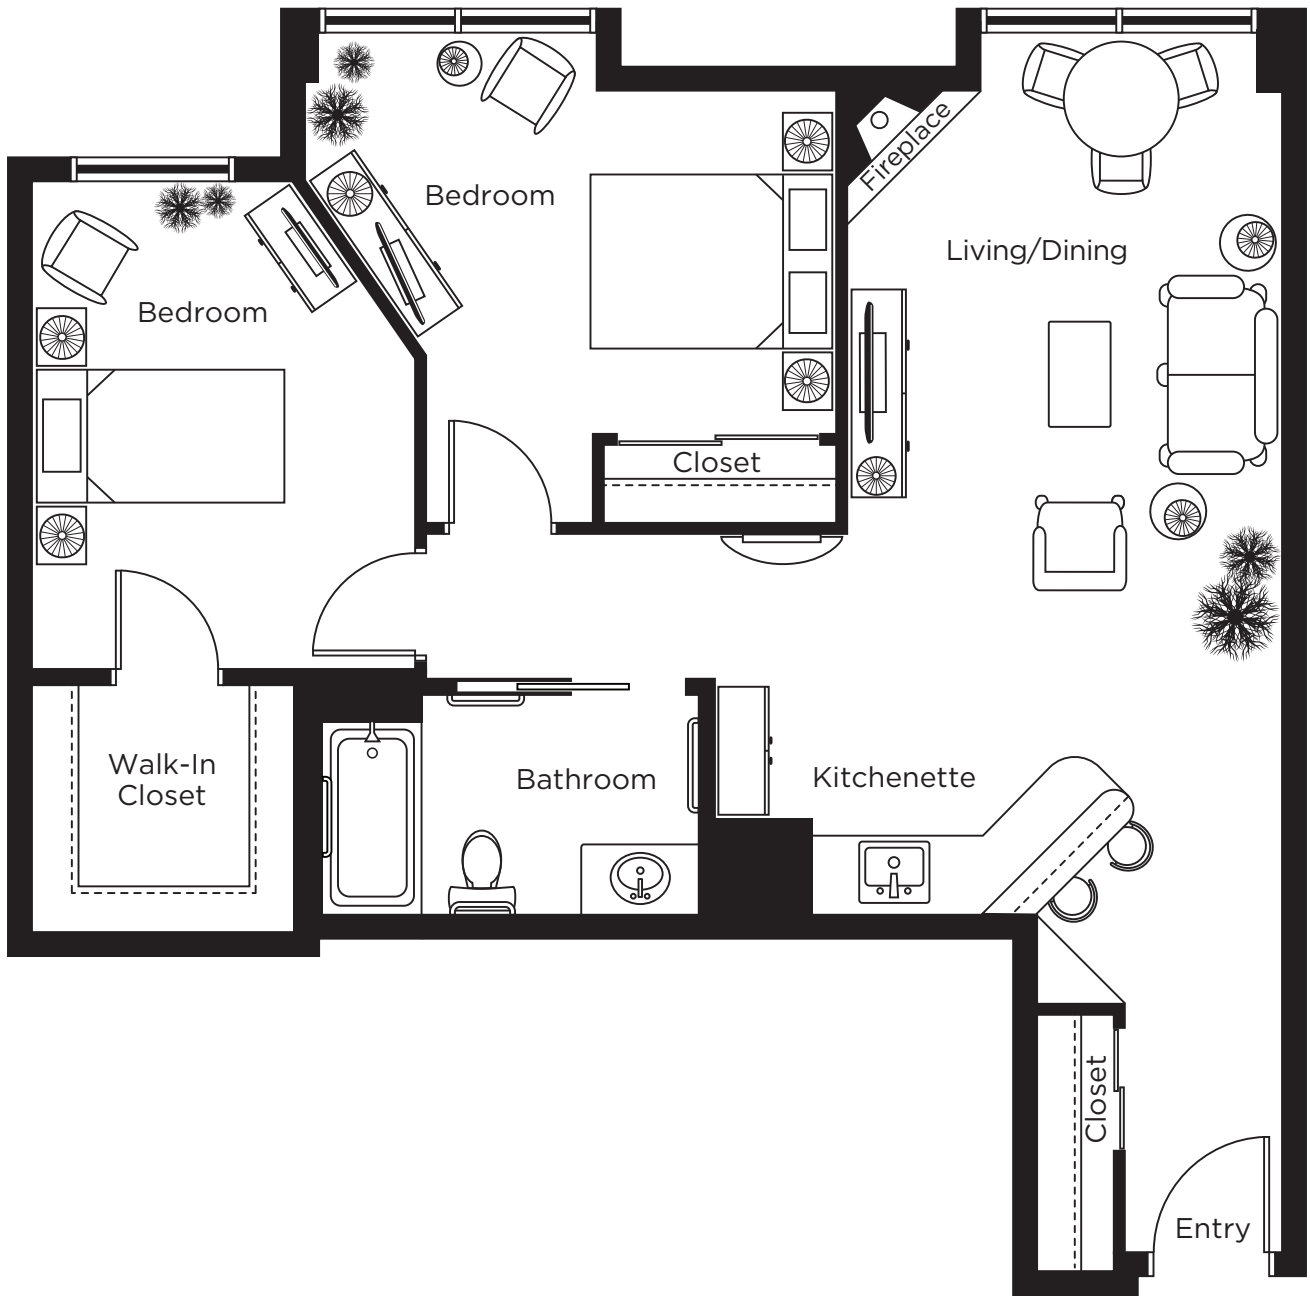 Bedroom
Fireplace
Living/Dining
Bedroom
Closet
Walk-In
Closet
Bathroom
Kitchenette
Closet
Entry